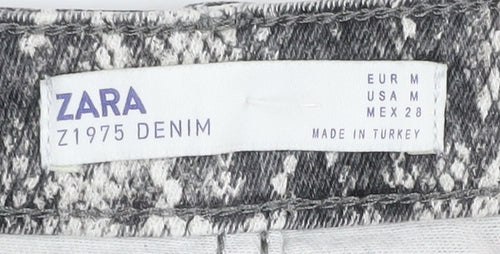 ZARA
Z1975 DENIM
EUR M
USA M
MEX 28
MADE IN TURKEY